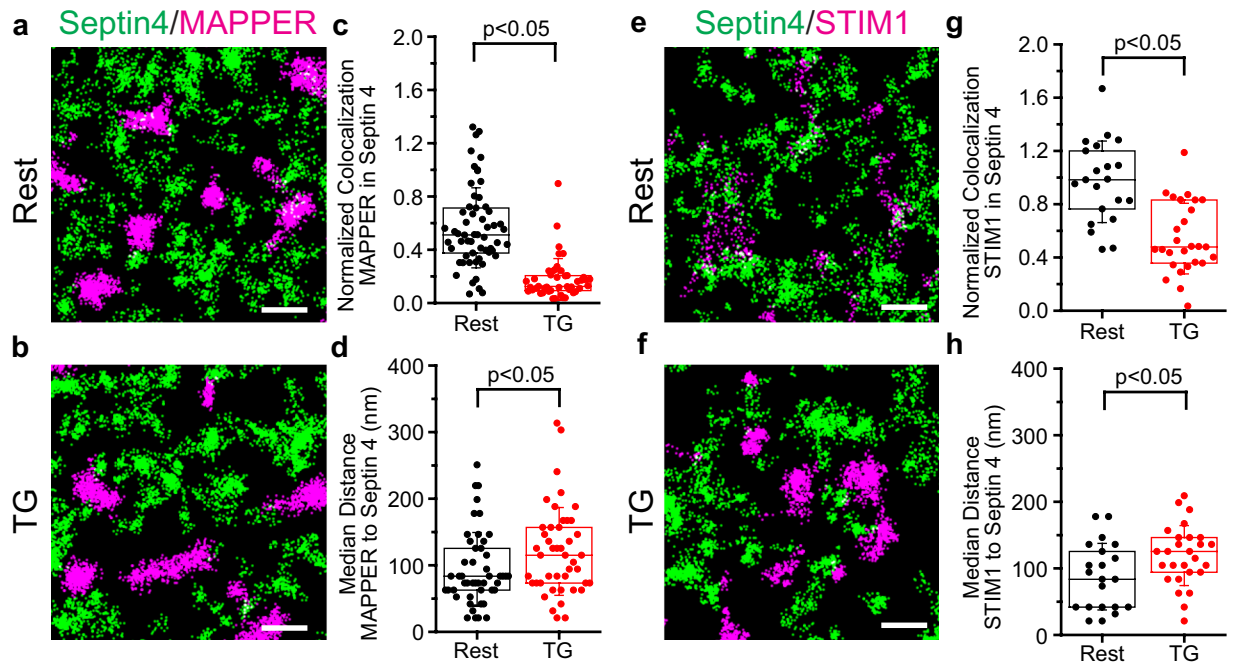 a Septin4/MAPPER
Rest
c
Normalized Colocalization
MAPPER in Septin 4
p<0.05
2.0
1.6
1.2
0.8
0.4
0.0
Rest TG
e Septin4/STIM1
Rest
g
Normalized Colocalization
STIM1 in Septin 4
p<0.05
2.0
1.6
1.2
0.8
0.4
0.0
Rest TG
b
TG
d
Median Distance
MAPPER to Septin 4 (nm)
p<0.05
400
300
200
100
0
Rest TG
f
h
Median Distance
STIM1 to Septin 4 (nm)
p<0.05
400
300
200
100
0
Rest TG
TG